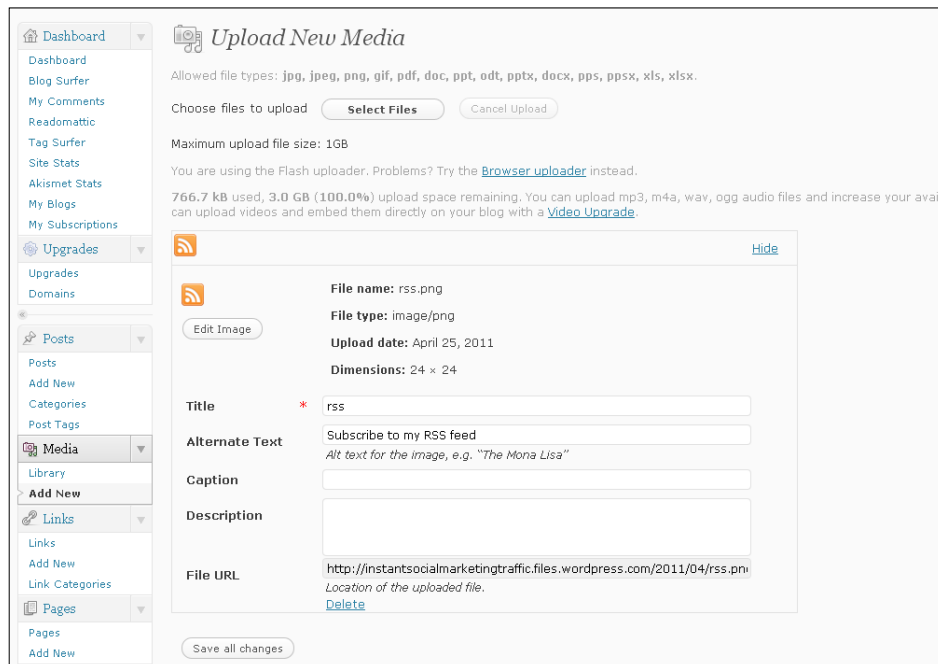 Dashboard
Dashboard
Blog Surfer
My Comments
Readomattic
Tag Surfer
Site Stats
Akismet Stats
My Blogs
My Subscriptions
Upgrades
Upgrades
Domains
Posts
Posts
Add New
Categories
Post Tags
Media
Library
Add New
Links
Links
Add New
Link Categories
Pages
Pages
Add New
Upload New Media
Allowed file types: jpg, jpeg, png, gif, pdf, doc, ppt, odt, pptx, docx, pps, ppsx, xls, xlsx.
Choose files to upload Select Files Cancel Upload
Maximum upload file size: 1GB
You are using the Flash uploader. Problems? Try the Browser uploader instead.
766.7 kB used, 3.0 GB (100.0%) upload space remaining. You can upload mp3, m4a, wav, ogg audio files and increase your avai
can upload videos and embed them directly on your blog with a Video Upgrade.
Hide
File name: rss.png
Edit Image
File type: image/png
Upload date: April 25, 2011
Dimensions: 24 × 24
Title * rss
Alternate Text Subscribe to my RSS feed
Alt text for the image, e.g. “The Mona Lisa”
Caption
Description
File URL http://instantsocialmarketingtraffic.files.wordpress.com/2011/04/rss.pn
Location of the uploaded file.
Delete
Save all changes